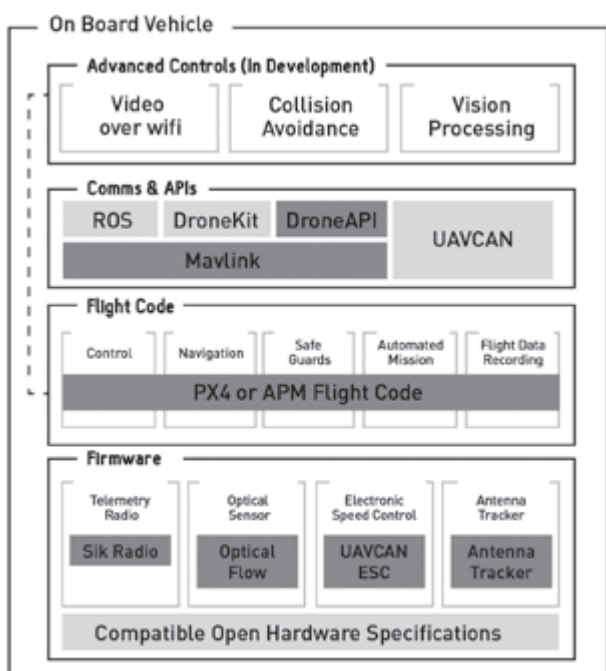 On Board Vehicle
Advanced Controls (In Development)
Video
over wifi
Collision
Avoidance
Vision
Processing
Comms & APIs
ROS
DroneKit
DroneAPI
UAVCAN
Mavlink
Flight Code
Control
Navigation
Safe
Guards
Automated
Mission
Flight Data
Recording
PX4 or APM Flight Code
Firmware
Telemetry
Radio
Optical
Sensor
Electronic
Speed Control
Antenna
Tracker
Sik Radio
Optical
Flow
UAVCAN
ESC
Antenna
Tracker
Compatible Open Hardware Specifications